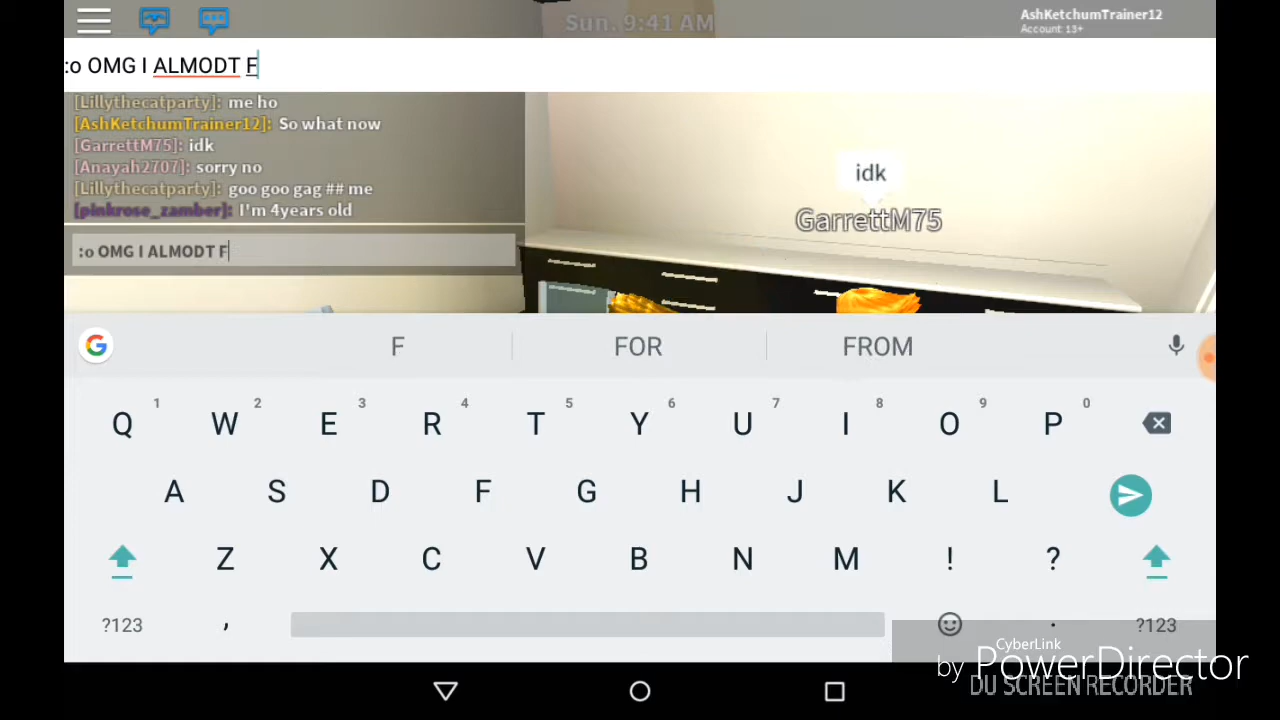 Sun. 9:41 AM
AshKetchumTrainer12
Account: 13+
:o OMG I ALMODT F
[Lillythecatparty]: me ho
[AshKetchumTrainer12]: So what now
[GarrettM75]: idk
[Anayah2707]: sorry no
[Lillythecatparty]: goo goo gag ## me
[pinkrose_zamber]: I'm 4years old
:o OMG I ALMODT F
idk
GarrettM75
G F FOR FROM
1 2 3 4 5 6 7 8 9 0
Q W E R T Y U I O P
A S D F G H J K L
Z X C V B N M ! ?
?123 , . ?123
CyberLink
by PowerDirector
DU SCREEN RECORDER